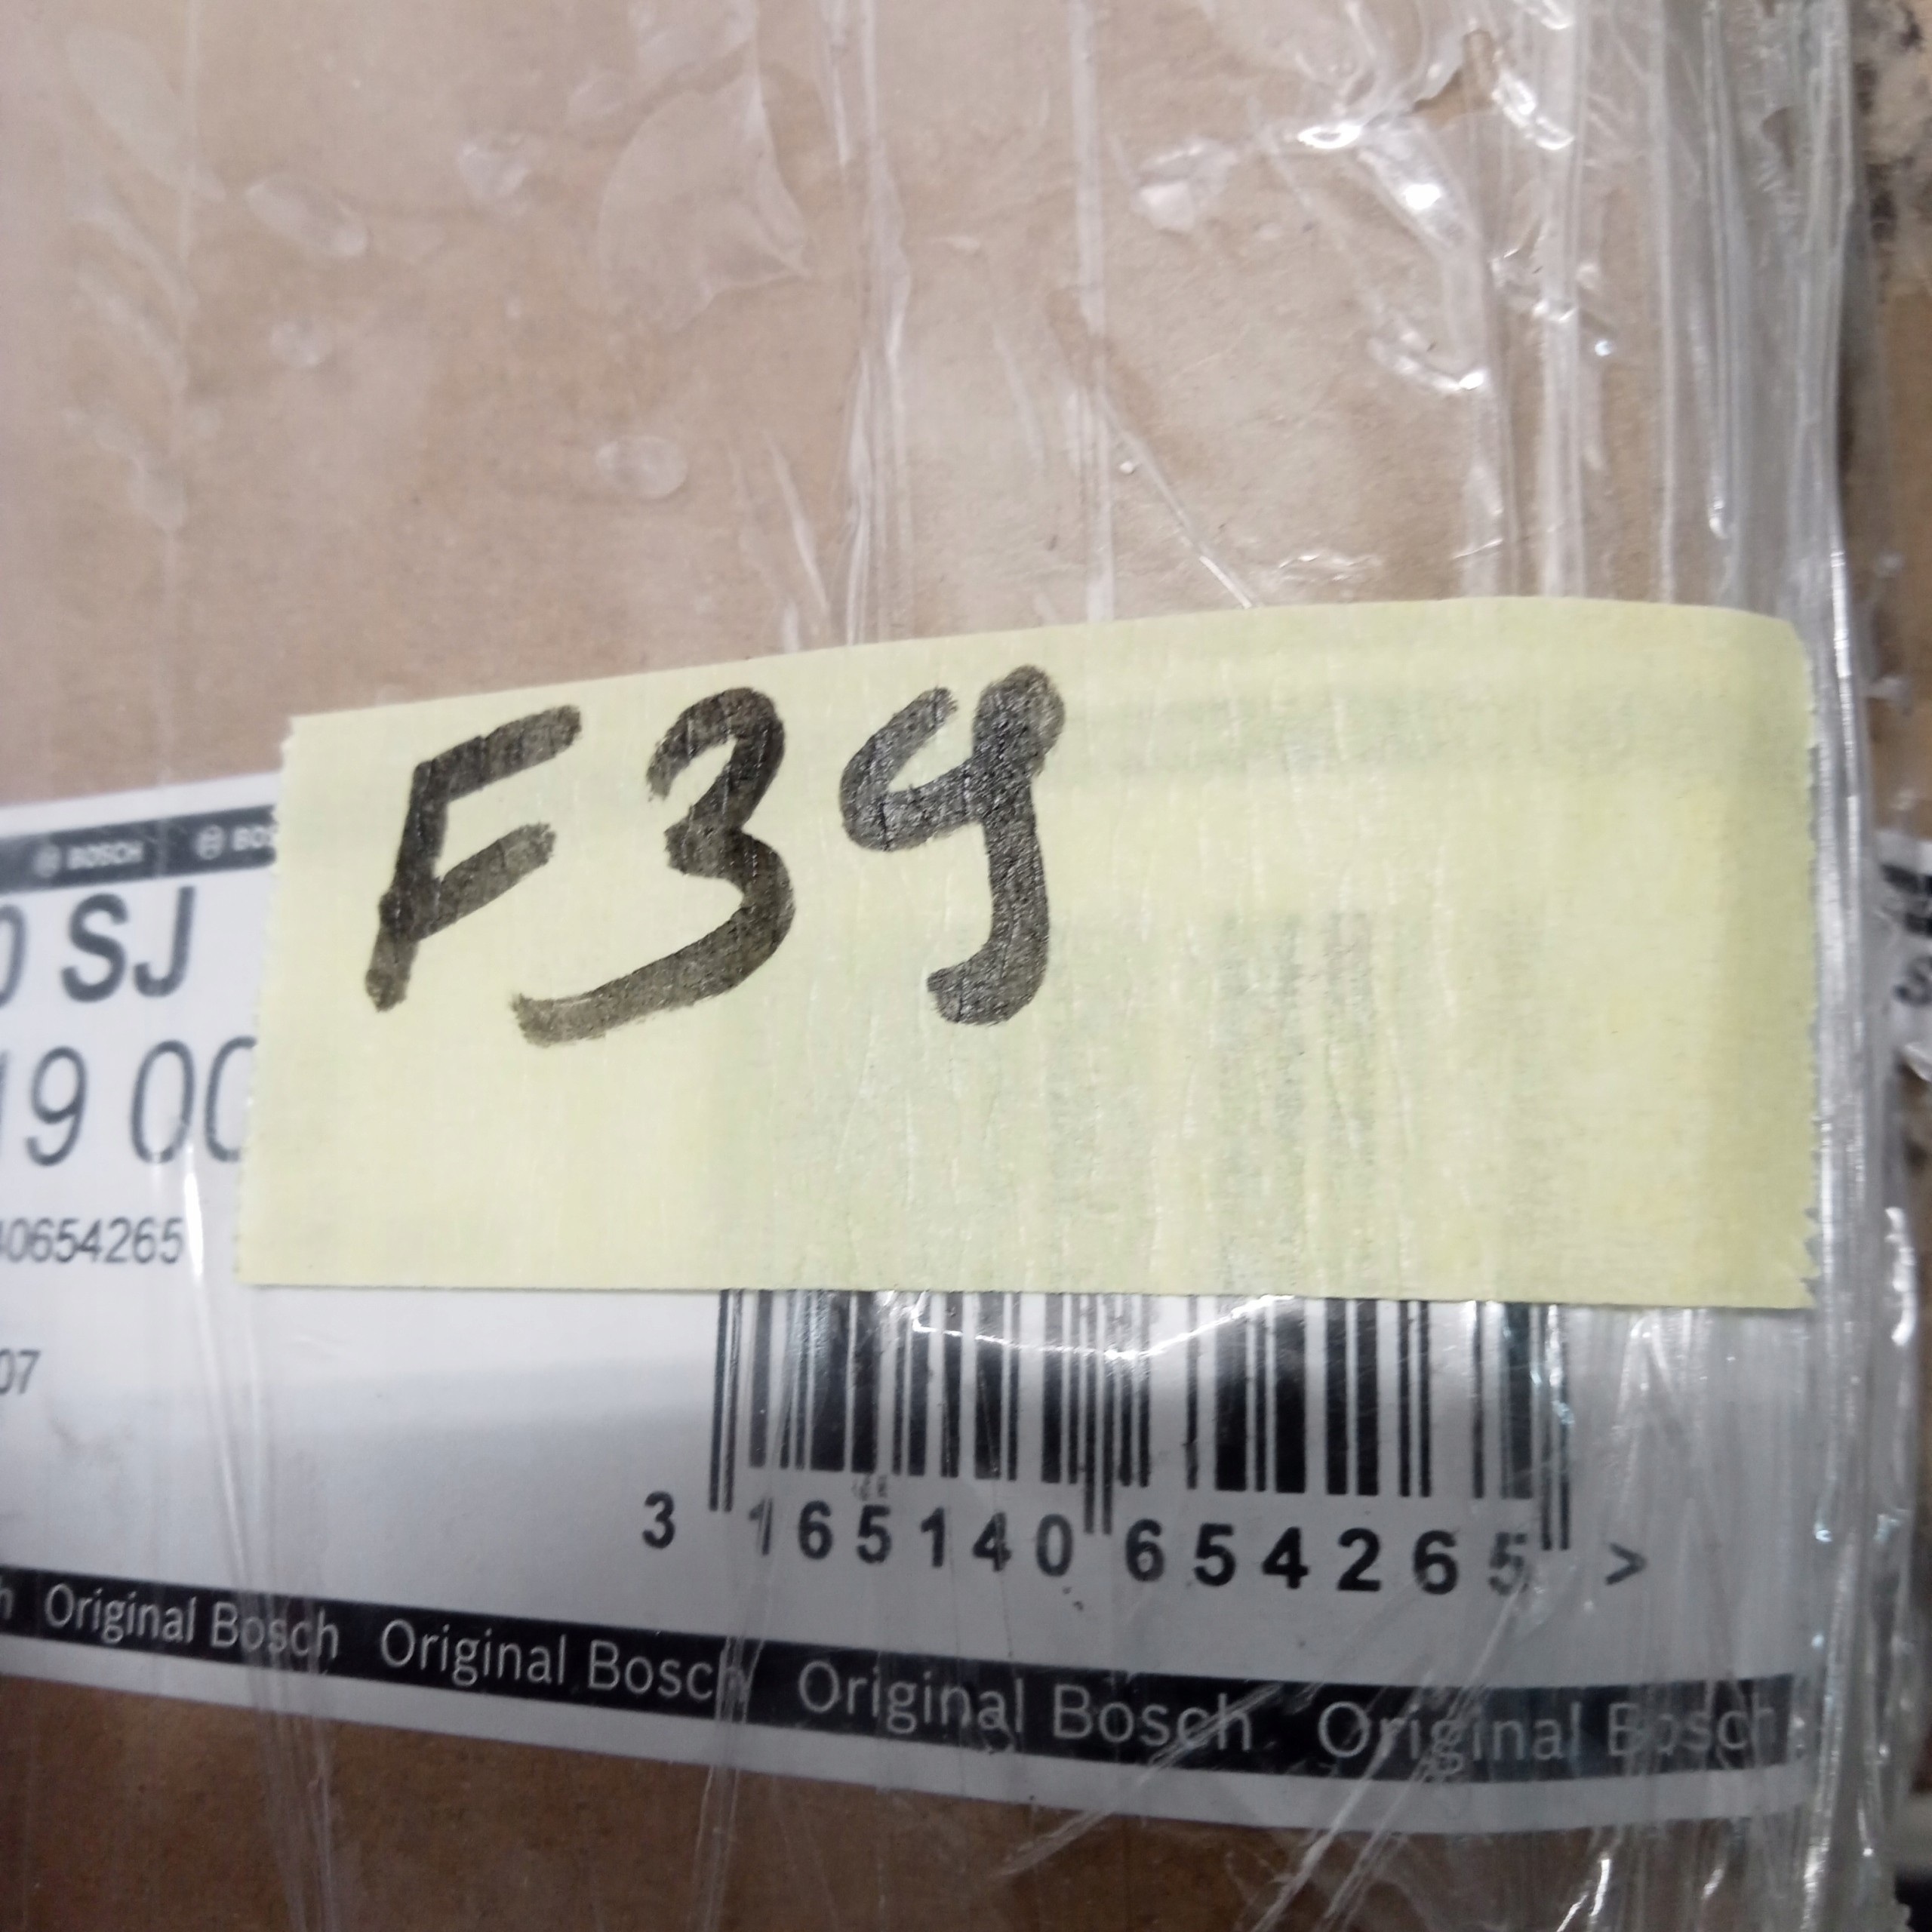 F39
BOSCH BOS
0 SJ
19 00
40654265
07
3 165140 654265 >
Original Bosch Original Bosch Original Bosch Original Bosch